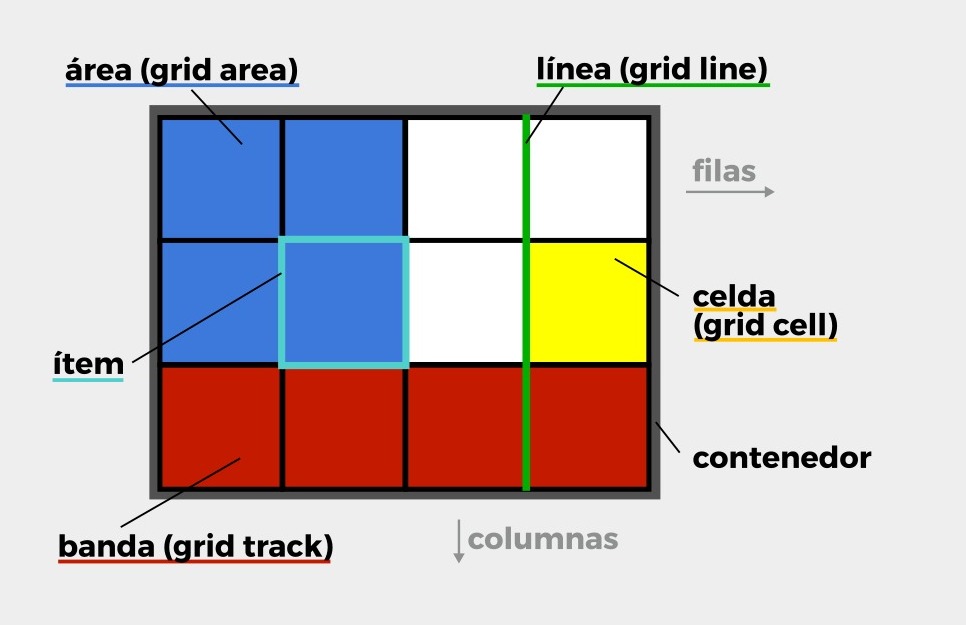 área (grid area)
línea (grid line)
filas
celda
(grid cell)
ítem
contenedor
banda (grid track)
columnas